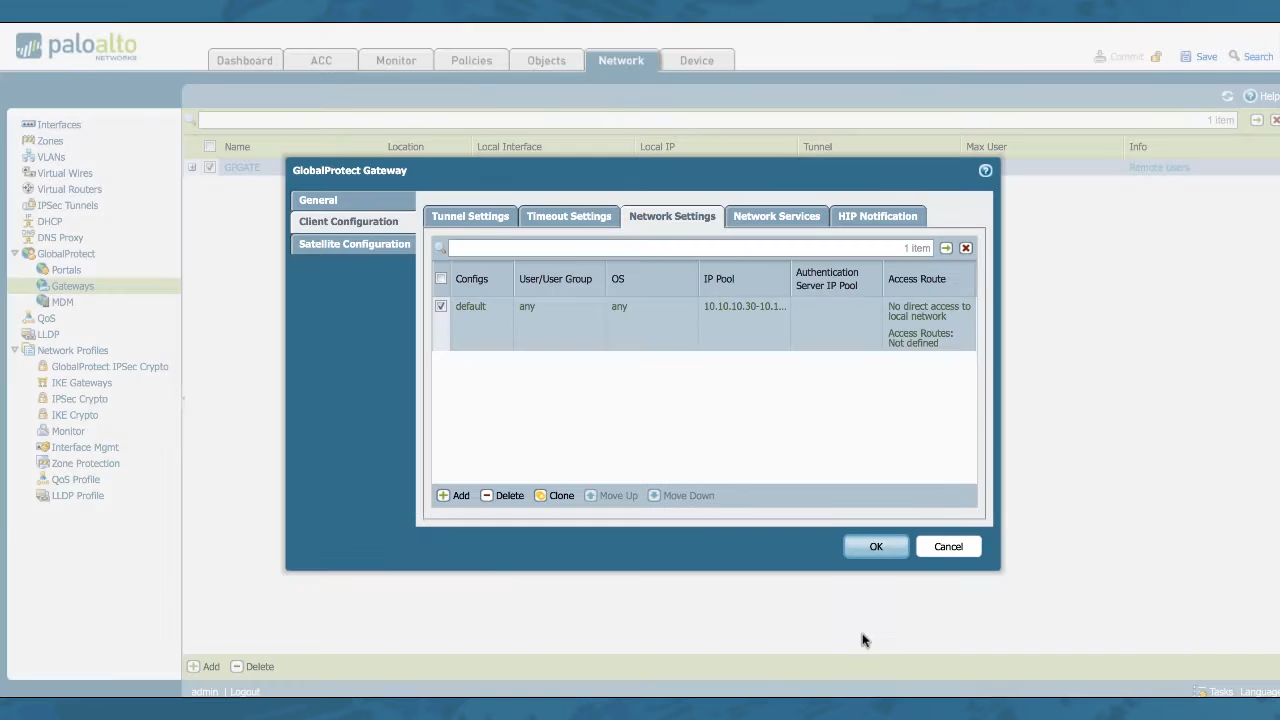 paloalto
NETWORKS
Dashboard
ACC
Monitor
Policies
Objects
Network
Device
Commit
Save
Search
Help
Interfaces
Zones
VLANs
Virtual Wires
Virtual Routers
IPSec Tunnels
DHCP
DNS Proxy
GlobalProtect
Portals
Gateways
MDM
QoS
LLDP
Network Profiles
GlobalProtect IPSec Crypto
IKE Gateways
IPSec Crypto
IKE Crypto
Monitor
Interface Mgmt
Zone Protection
QoS Profile
LLDP Profile
1 item
Name
Location
Local Interface
Local IP
Tunnel
Max User
Info
GPGATE
Remote users
GlobalProtect Gateway
General
Client Configuration
Satellite Configuration
Tunnel Settings
Timeout Settings
Network Settings
Network Services
HIP Notification
1 item
Configs
User/User Group
OS
IP Pool
Authentication
Server IP Pool
Access Route
default
any
any
10.10.10.30-10.1...
No direct access to
local network
Access Routes:
Not defined
Add
Delete
Clone
Move Up
Move Down
OK
Cancel
Add
Delete
admin | Logout
Tasks
Language